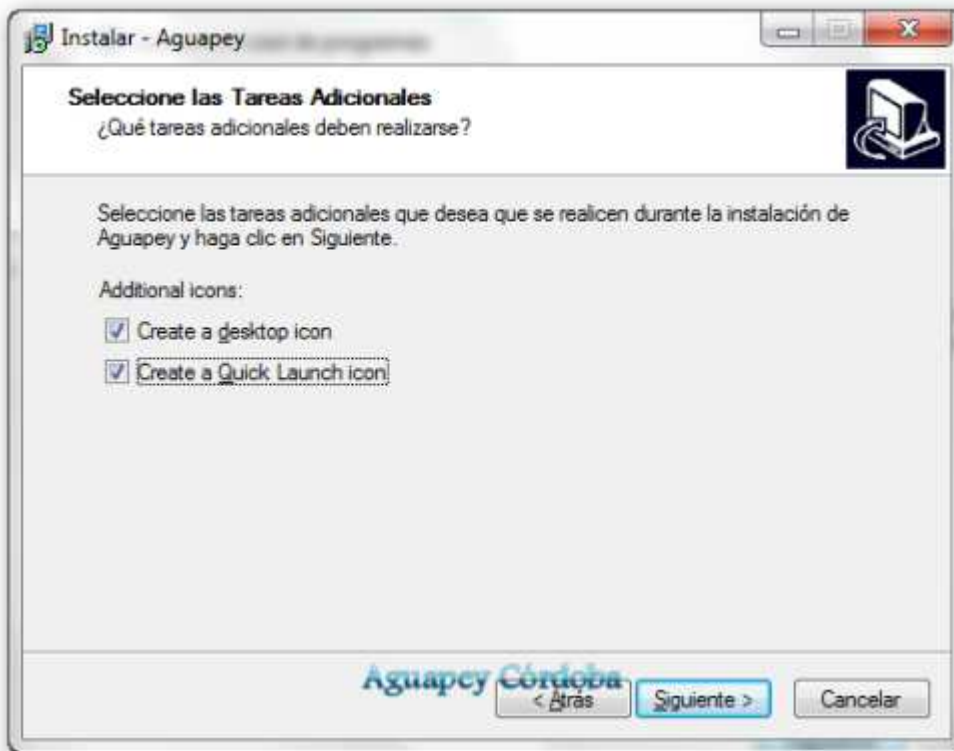 Instalar - Aguapey
Seleccione las Tareas Adicionales
¿Qué tareas adicionales deben realizarse?
Seleccione las tareas adicionales que desea que se realicen durante la instalación de
Aguapey y haga clic en Siguiente.
Additional icons:
Create a desktop icon
Create a Quick Launch icon
Aguapey Córdoba
< Atrás
Siguiente >
Cancelar